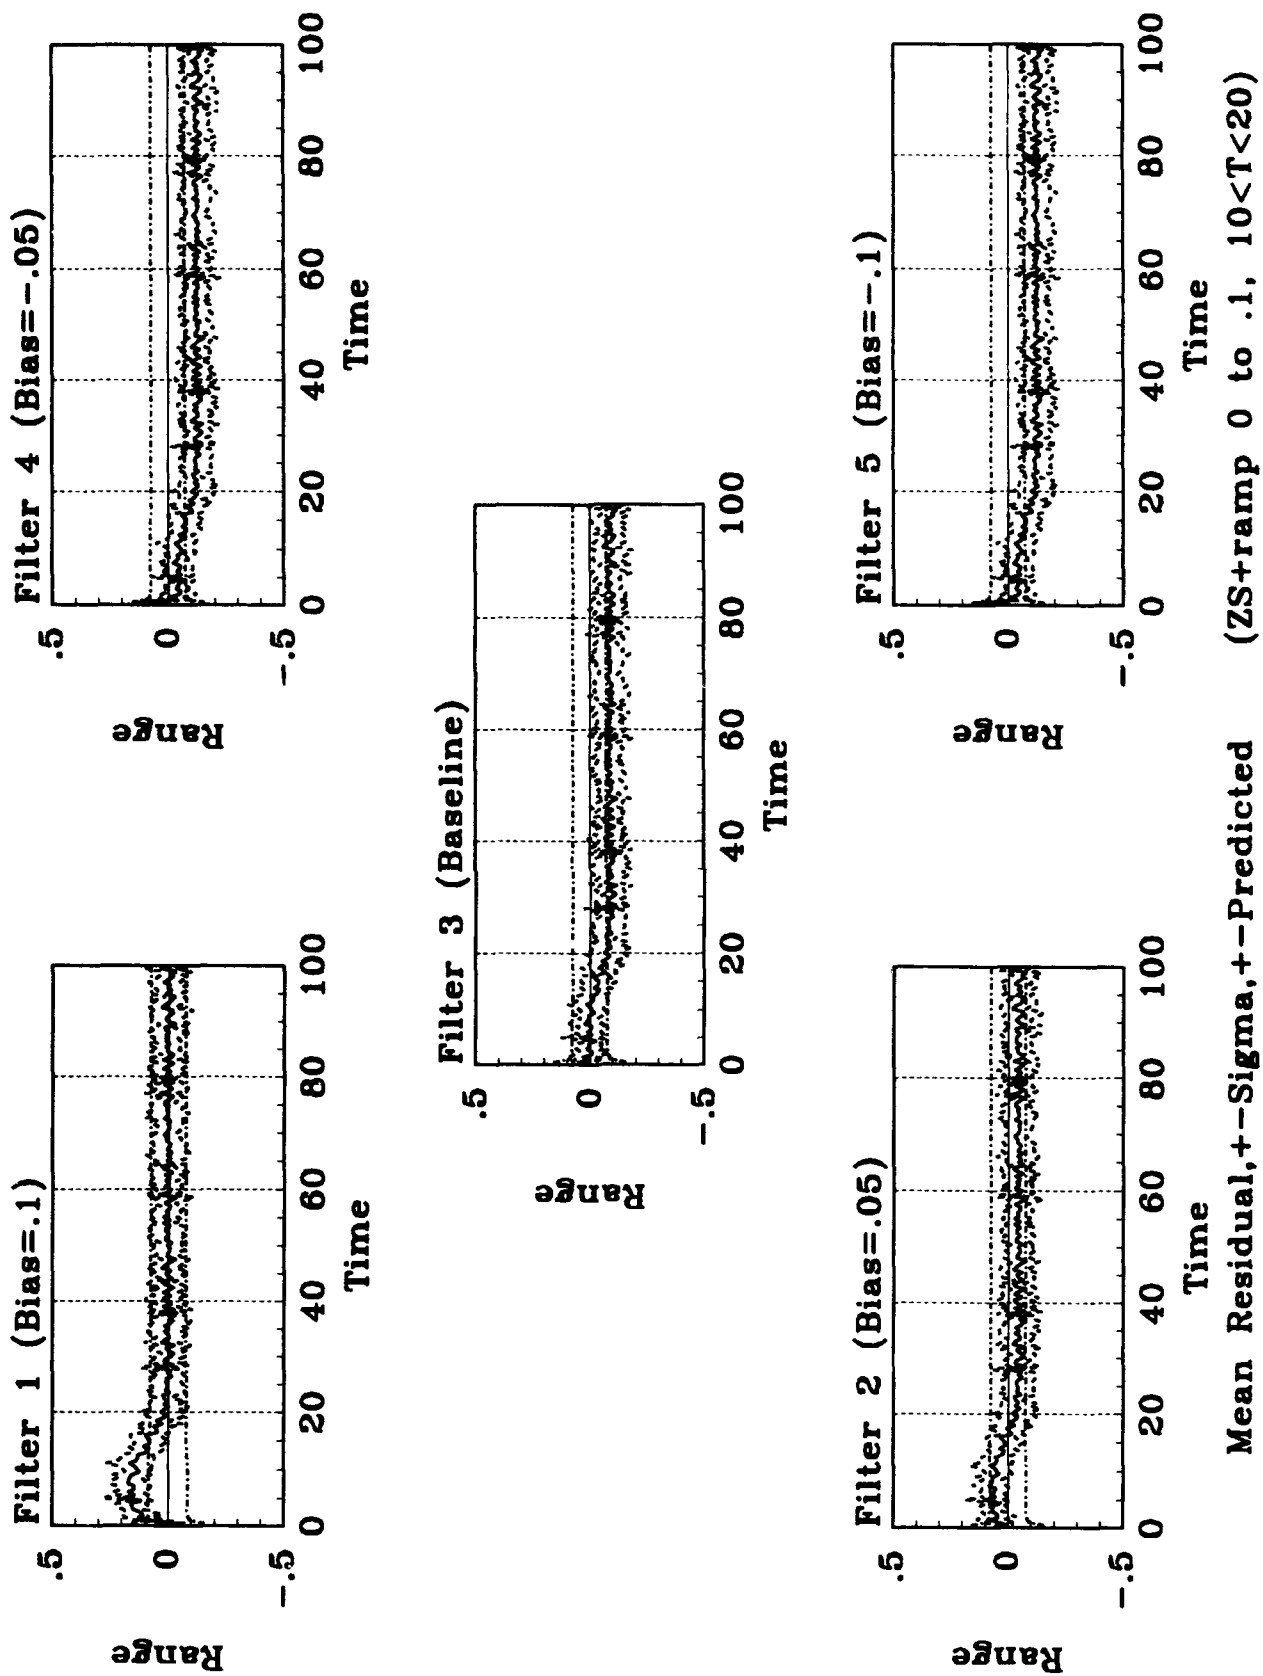 Filter 1 (Bias=.1)
.5
0
-.5
Range
0 20 40 60 80 100
Time
Filter 4 (Bias=-.05)
.5
0
-.5
Range
0 20 40 60 80 100
Time
Filter 3 (Baseline)
.5
0
-.5
Range
0 20 40 60 80 100
Time
Filter 2 (Bias=.05)
.5
0
-.5
Range
0 20 40 60 80 100
Time
Filter 5 (Bias=-.1)
.5
0
-.5
Range
0 20 40 60 80 100
Time
Mean Residual,+-Sigma,+-Predicted (ZS+ramp 0 to .1, 10<T<20)